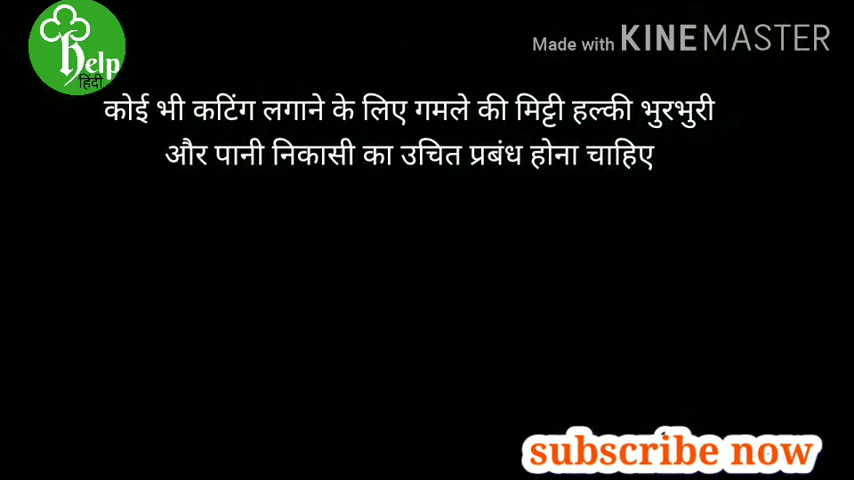 Help
हिंदी
Made with KINEMASTER
कोई भी कटिंग लगाने के लिए गमले की मिट्टी हल्की भुरभुरी
और पानी निकासी का उचित प्रबंध होना चाहिए
subscribe now